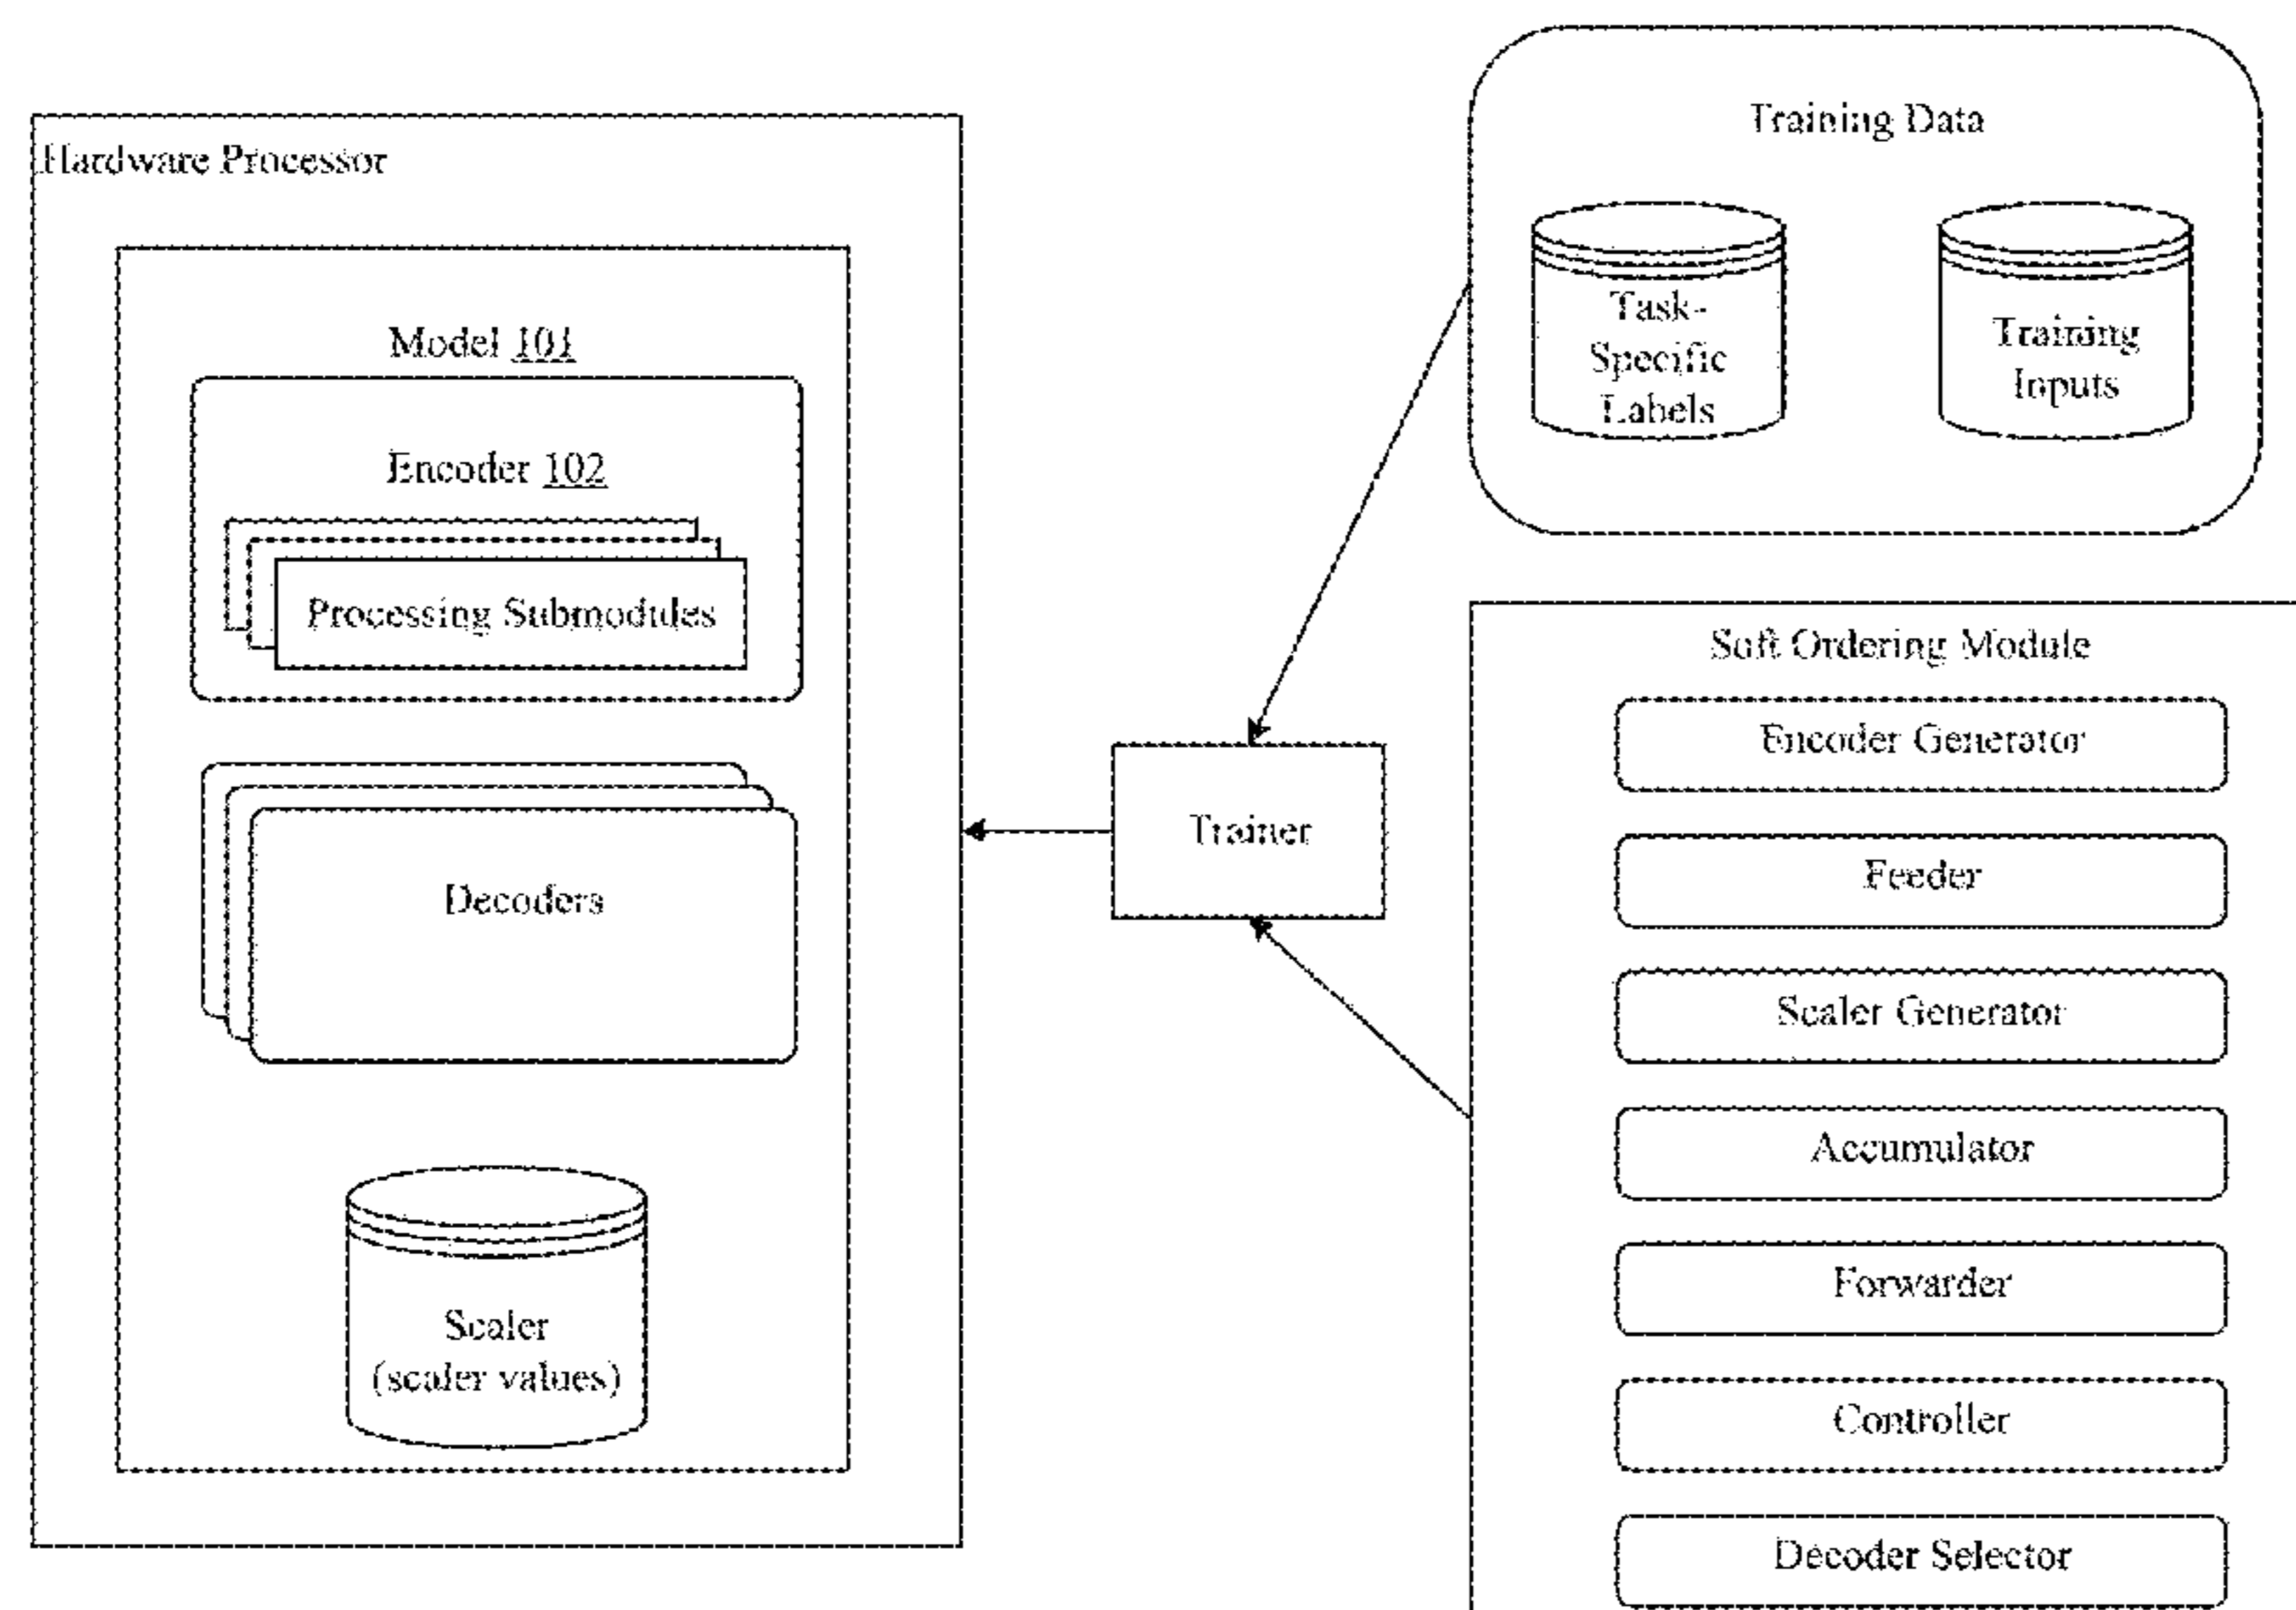 Hardware Processor
Model 101
Encoder 102
Processing Submodules
Decoders
Scaler
(scaler values)
Trainer
Training Data
Task-
Specific
Labels
Training
Inputs
Soft Ordering Module
Encoder Generator
Feeder
Scaler Generator
Accumulator
Forwarder
Controller
Decoder Selector